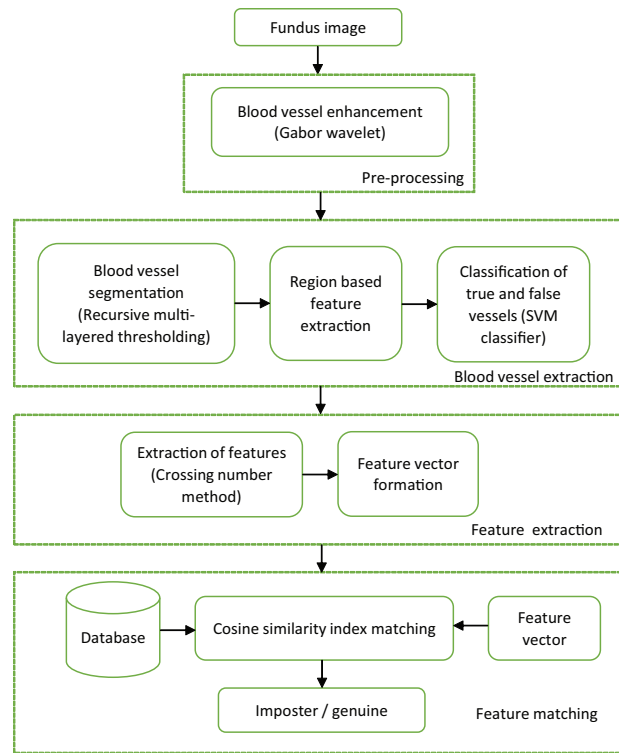 Fundus image
Blood vessel enhancement
(Gabor wavelet)
Pre-processing
Blood vessel
segmentation
(Recursive multi-
layered thresholding)
Region based
feature
extraction
Classification of
true and false
vessels (SVM
classifier)
Blood vessel extraction
Extraction of features
(Crossing number
method)
Feature vector
formation
Feature extraction
Database
Cosine similarity index matching
Feature
vector
Imposter / genuine
Feature matching